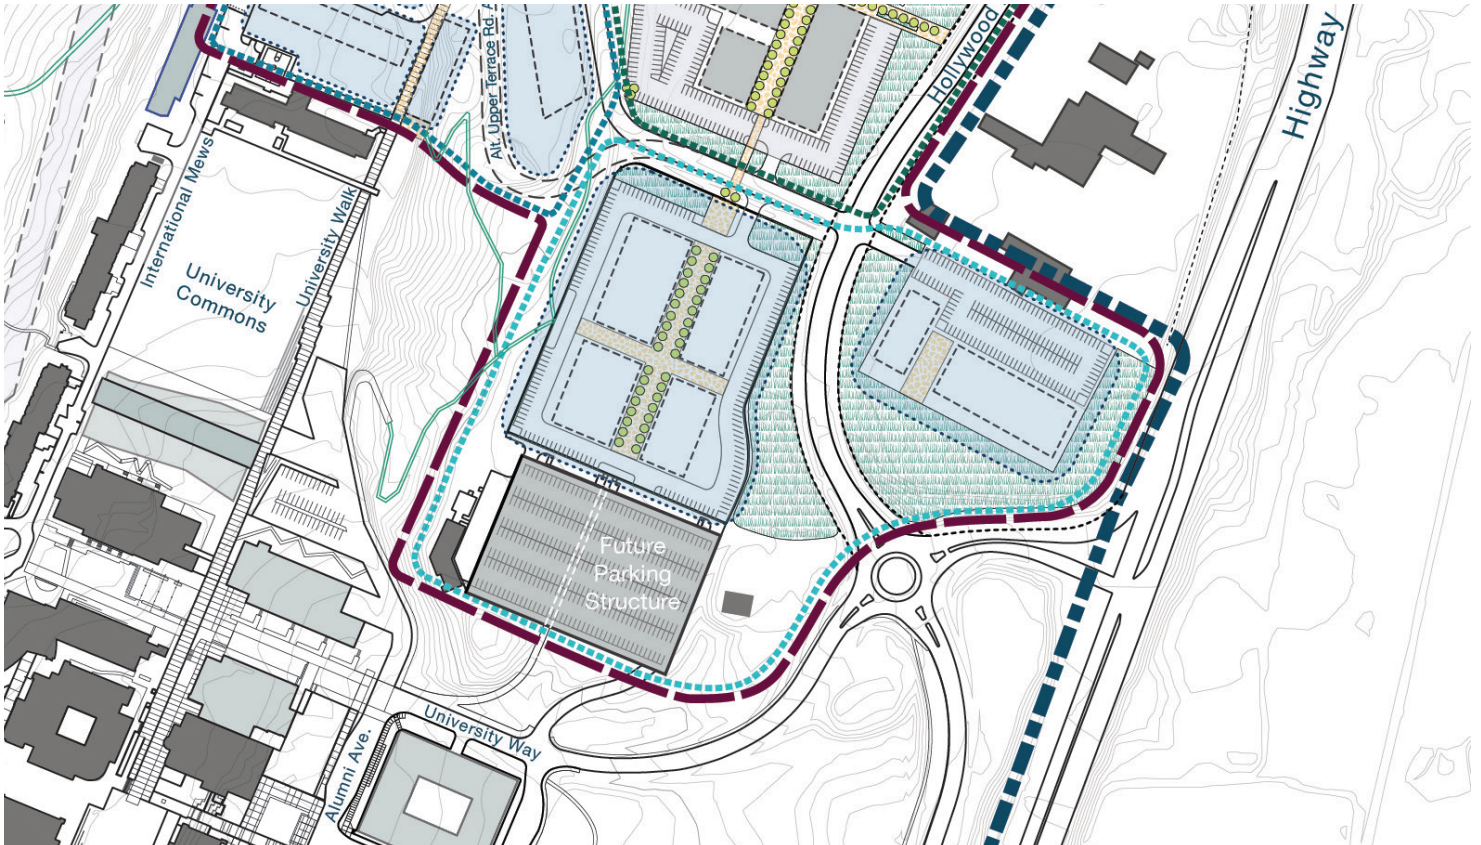 Alt. Upper Terrace Rd.
Hollywood
Highway
International Mews
University Walk
University
Commons
Future
Parking
Structure
University Way
Alumni Ave.